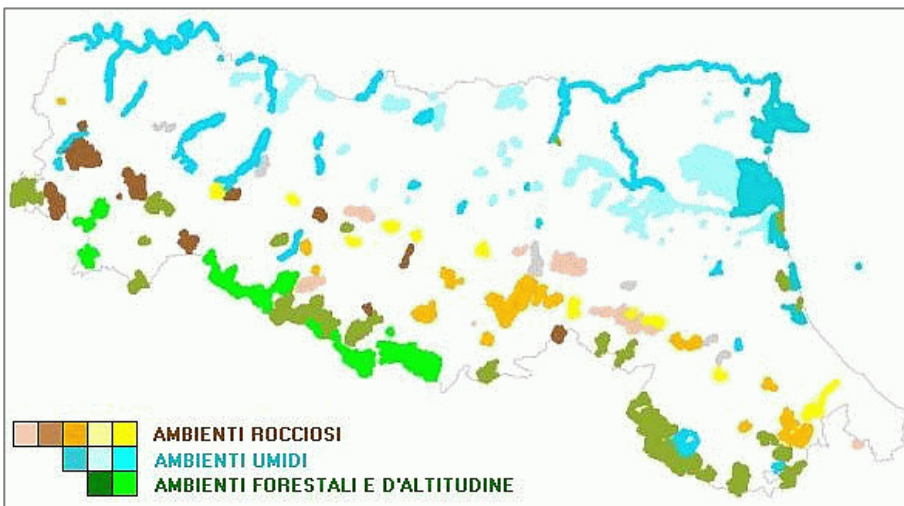 AMBIENTI ROCCIOSI
AMBIENTI UMIDI
AMBIENTI FORESTALI E D'ALTITUDINE